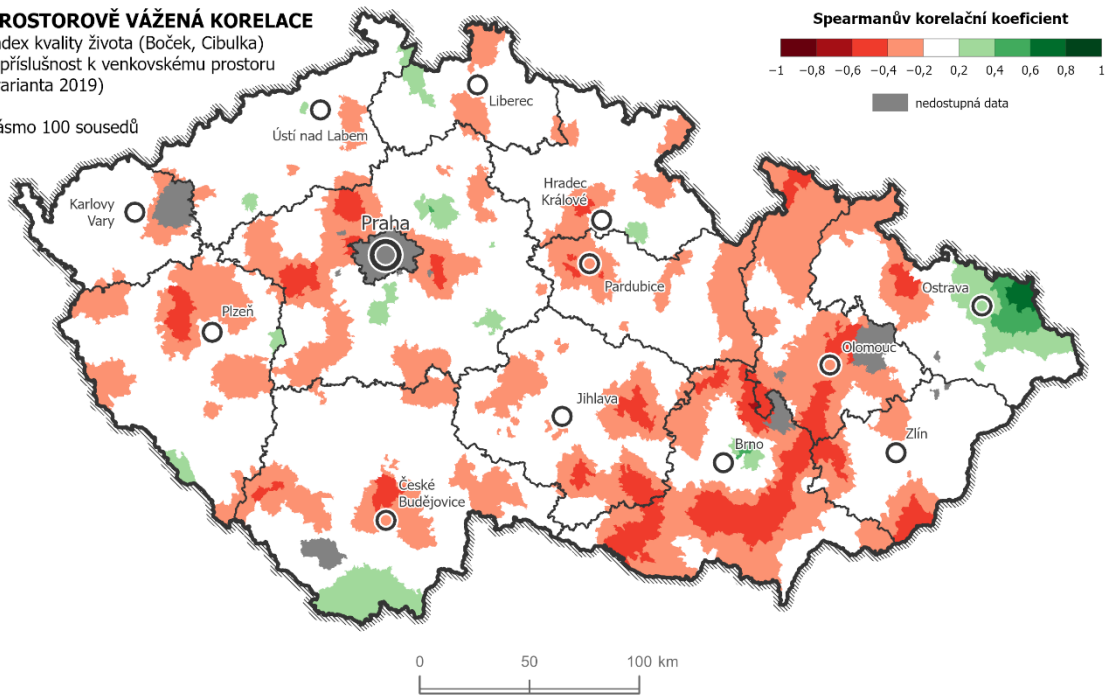 ROSTOROVĚ VÁŽENÁ KORELACE
ndex kvality života (Boček, Cibulka)
příslušnost k venkovskému prostoru
varianta 2019)
ásmo 100 sousedů
Spearmanův korelační koeficient
−1 −0,8 −0,6 −0,4 −0,2 0,2 0,4 0,6 0,8 1
nedostupná data
Liberec
Ústí nad Labem
Karlovy
Vary
Hradec
Králové
Praha
Pardubice
Ostrava
Plzeň
Olomouc
Jihlava
Zlín
Brno
České
Budějovice
0 50 100 km